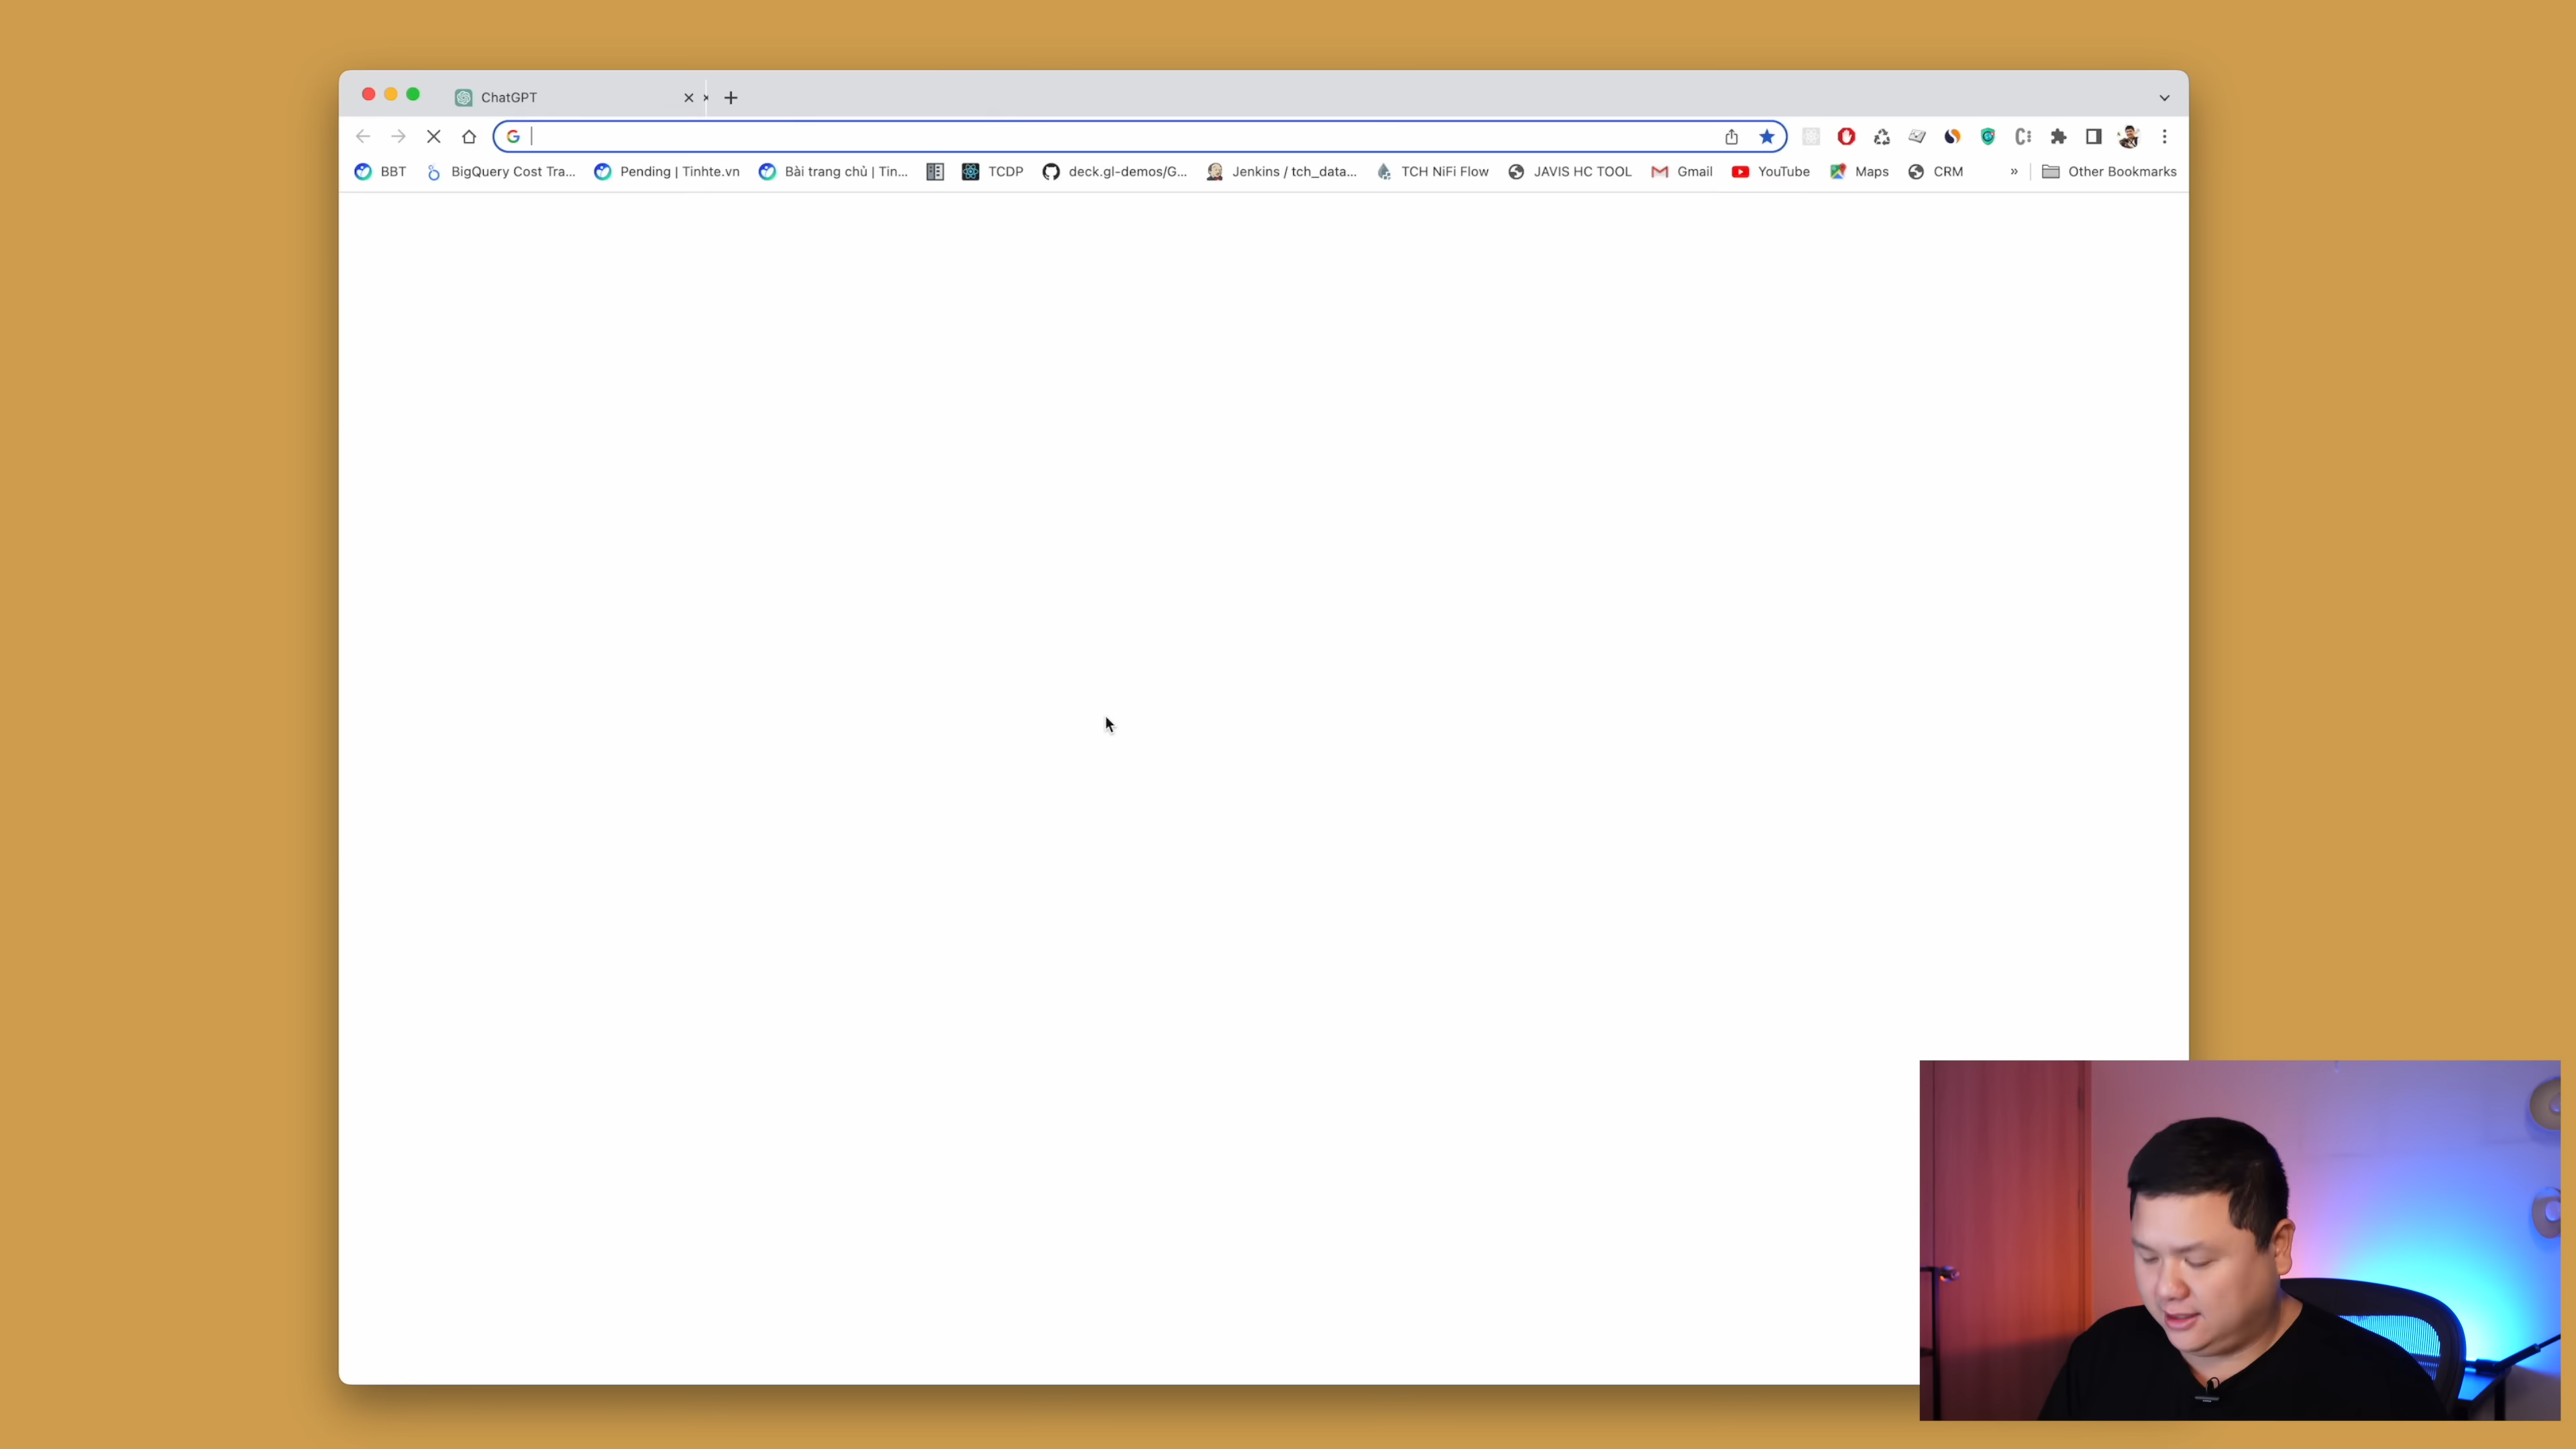 ChatGPT
BBT BigQuery Cost Tra... Pending | Tinhte.vn Bài trang chủ | Tin... TCDP deck.gl-demos/G... Jenkins / tch_data... TCH NiFi Flow JAVIS HC TOOL Gmail YouTube Maps CRM » Other Bookmarks